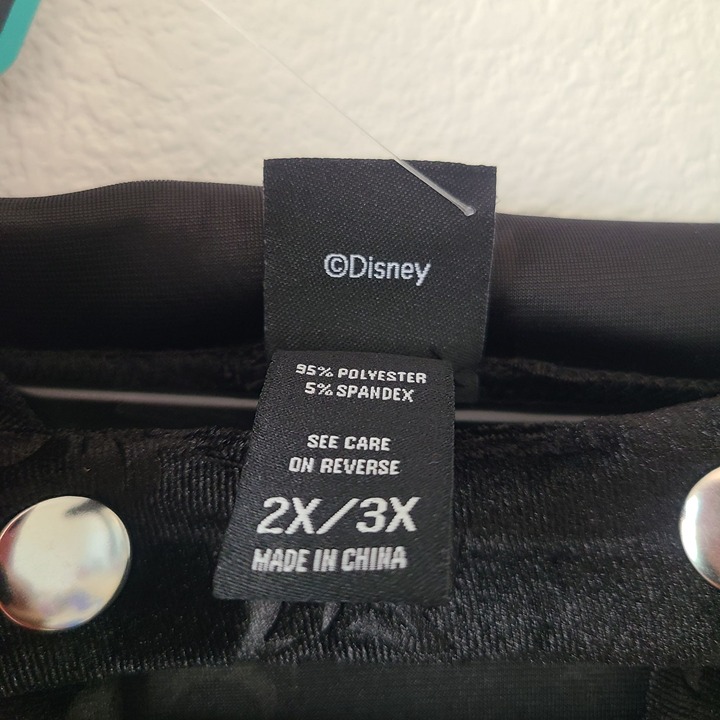 ©Disney
95% POLYESTER
5% SPANDEX
SEE CARE
ON REVERSE
2X/3X
MADE IN CHINA